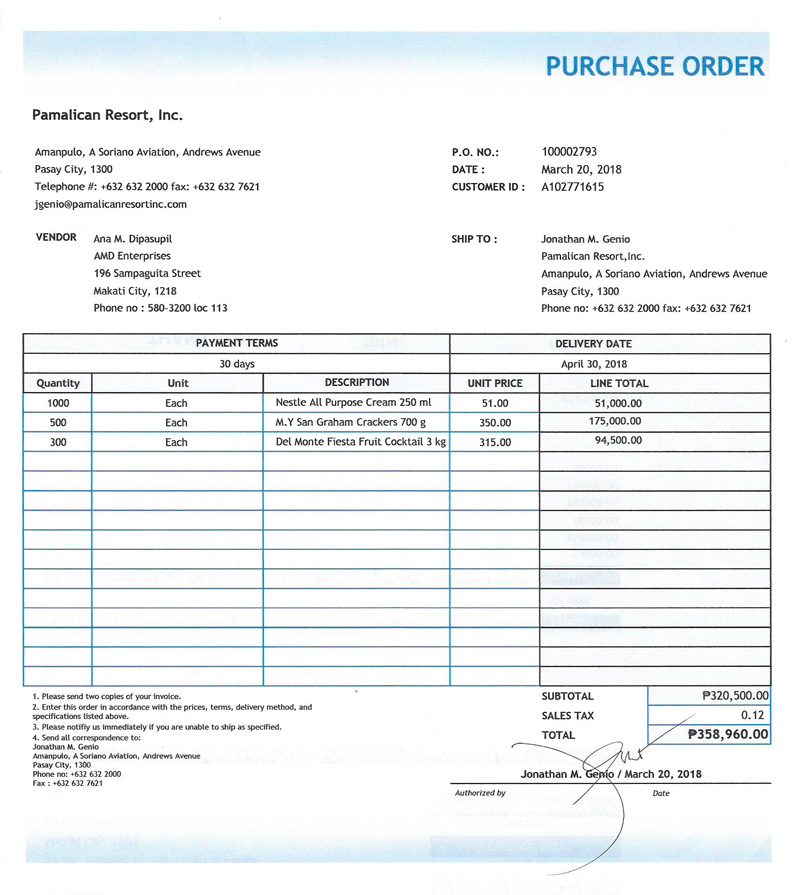 PURCHASE ORDER
Pamalican Resort, Inc.
Amanpulo, A Soriano Aviation, Andrews Avenue
Pasay City, 1300
Telephone #: +632 632 2000 fax: +632 632 7621
jgenio@pamalicanresortinc.com
P.O. NO.: 100002793
DATE : March 20, 2018
CUSTOMER ID : A102771615
VENDOR Ana M. Dipasupil
AMD Enterprises
196 Sampaguita Street
Makati City, 1218
Phone no : 580-3200 loc 113
SHIP TO : Jonathan M. Genio
Pamalican Resort,Inc.
Amanpulo, A Soriano Aviation, Andrews Avenue
Pasay City, 1300
Phone no: +632 632 2000 fax: +632 632 7621
PAYMENT TERMS DELIVERY DATE
30 days April 30, 2018
Quantity Unit DESCRIPTION UNIT PRICE LINE TOTAL
1000 Each Nestle All Purpose Cream 250 ml 51.00 51,000.00
500 Each M.Y San Graham Crackers 700 g 350.00 175,000.00
300 Each Del Monte Fiesta Fruit Cocktail 3 kg 315.00 94,500.00
1. Please send two copies of your invoice.
2. Enter this order in accordance with the prices, terms, delivery method, and
specifications listed above.
3. Please notifiy us immediately if you are unable to ship as specified.
4. Send all correspondence to:
Jonathan M. Genio
Amanpulo, A Soriano Aviation, Andrews Avenue
Pasay City, 1300
Phone no: +632 632 2000
Fax : +632 632 7621
SUBTOTAL ₱320,500.00
SALES TAX 0.12
TOTAL ₱358,960.00
Jonathan M. Genio / March 20, 2018
Authorized by Date